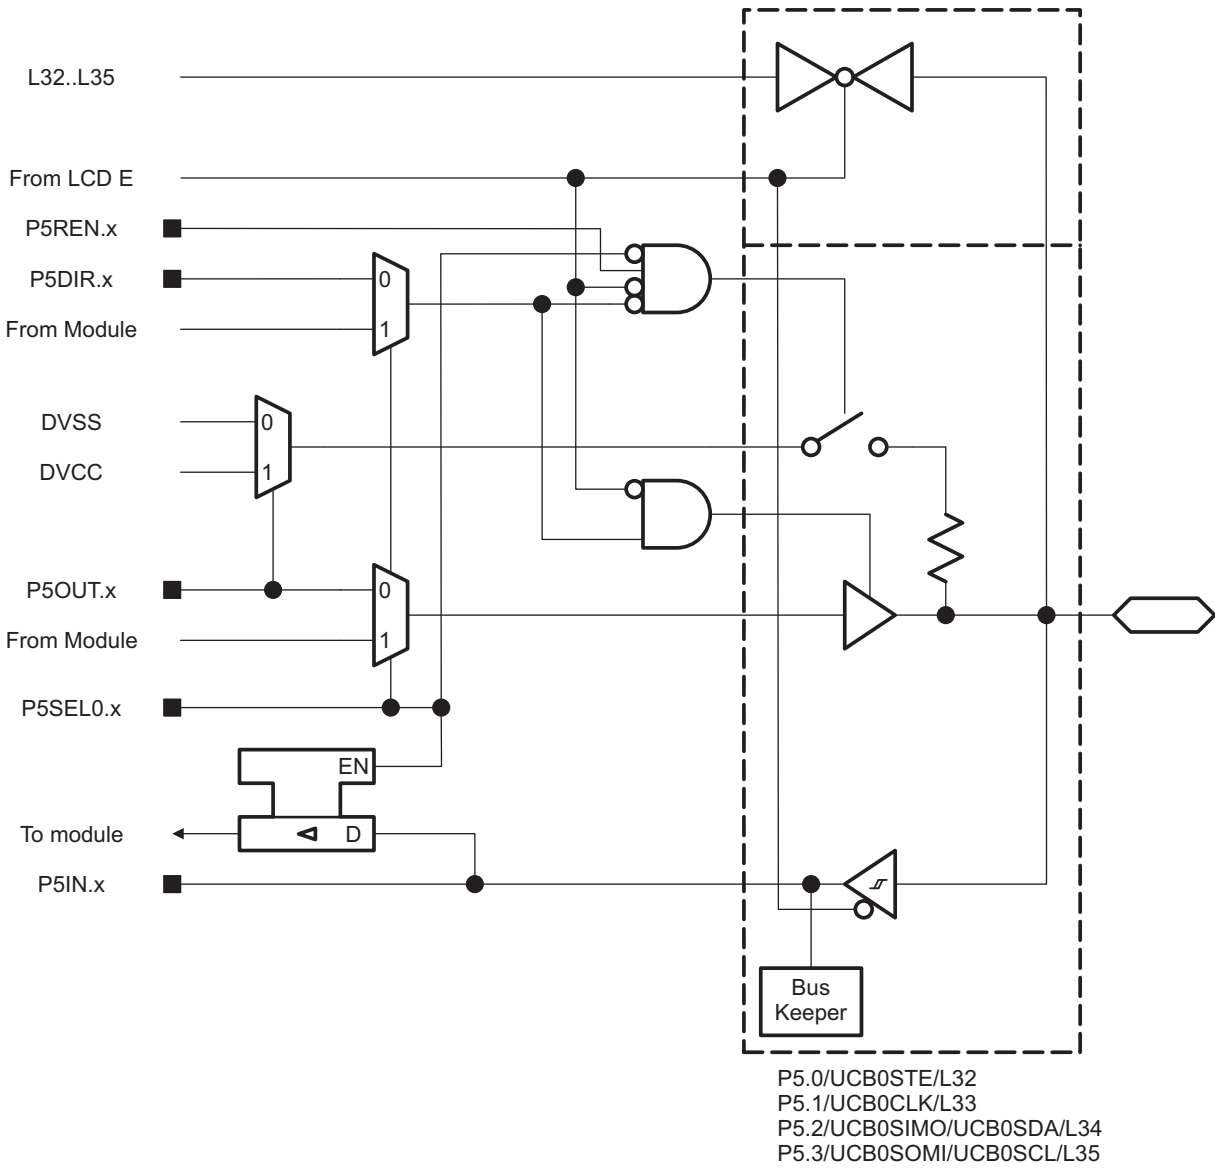 L32..L35
From LCD E
P5REN.x
P5DIR.x
0
From Module
1
DVSS
0
DVCC
1
P5OUT.x
0
From Module
1
P5SEL0.x
EN
To module
D
P5IN.x
Bus
Keeper
P5.0/UCB0STE/L32
P5.1/UCB0CLK/L33
P5.2/UCB0SIMO/UCB0SDA/L34
P5.3/UCB0SOMI/UCB0SCL/L35